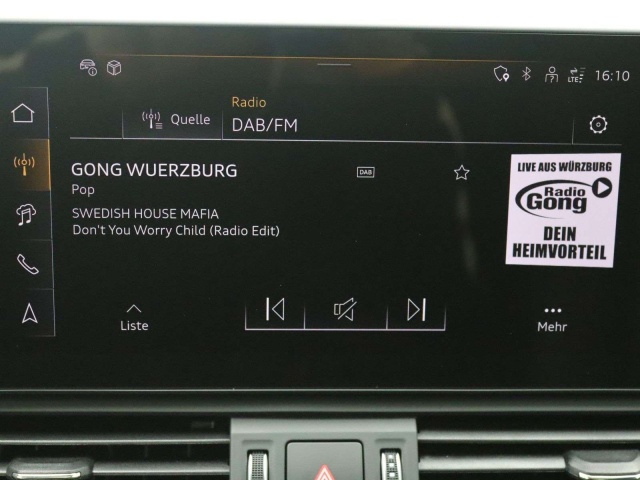 LTE
16:10
Radio
Quelle
DAB/FM
GONG WUERZBURG
DAB
Pop
SWEDISH HOUSE MAFIA
Don't You Worry Child (Radio Edit)
LIVE AUS WÜRZBURG
Radio
Gong
DEIN
HEIMVORTEIL
Liste
Mehr